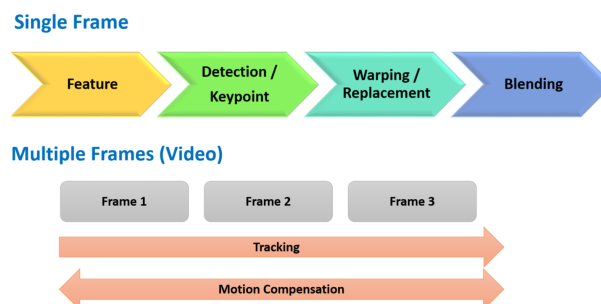 Single Frame
Feature
Detection /
Keypoint
Warping /
Replacement
Blending
Multiple Frames (Video)
Frame 1
Frame 2
Frame 3
Tracking
Motion Compensation